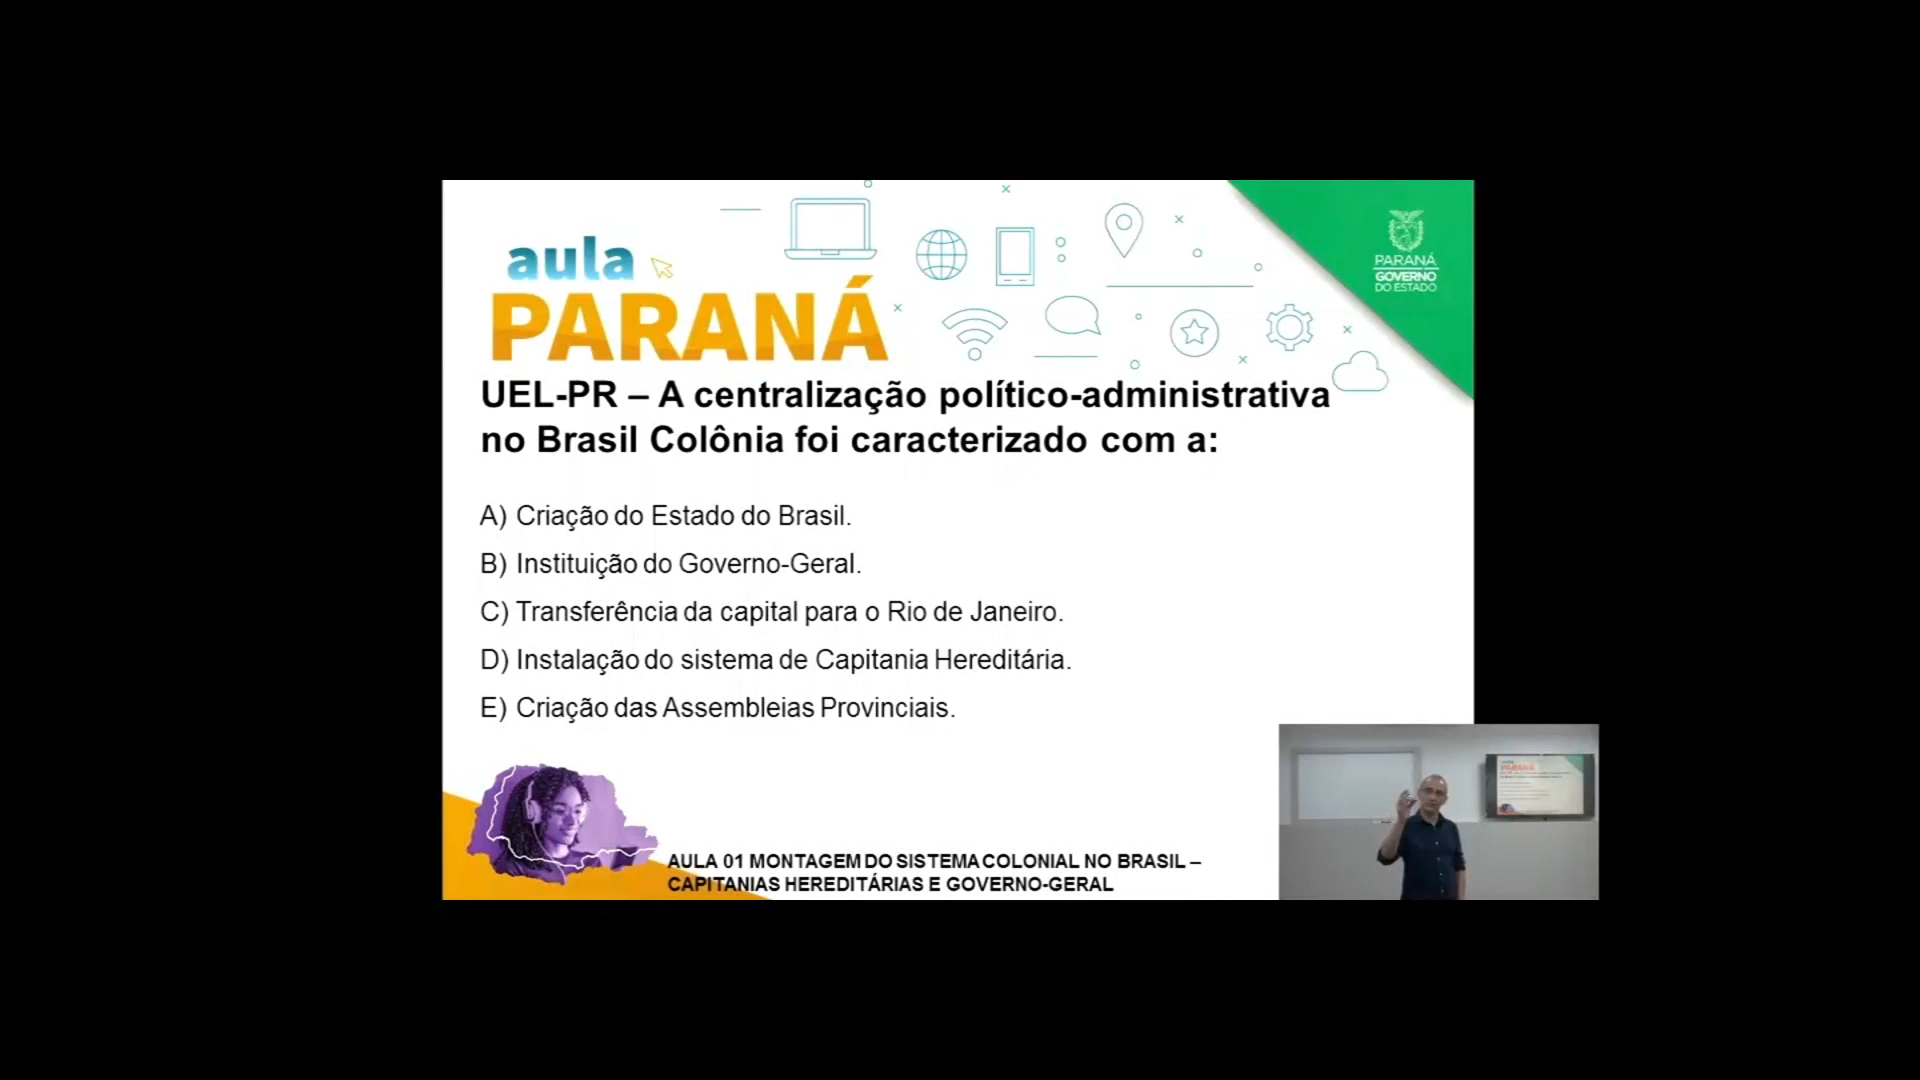 aula
PARANÁ
PARANÁ
GOVERNO
DO ESTADO
UEL-PR – A centralização político-administrativa
no Brasil Colônia foi caracterizado com a:
A) Criação do Estado do Brasil.
B) Instituição do Governo-Geral.
C) Transferência da capital para o Rio de Janeiro.
D) Instalação do sistema de Capitania Hereditária.
E) Criação das Assembleias Provinciais.
AULA 01 MONTAGEM DO SISTEMA COLONIAL NO BRASIL –
CAPITANIAS HEREDITÁRIAS E GOVERNO-GERAL